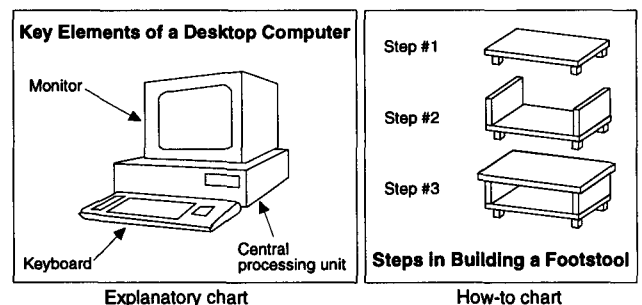 Key Elements of a Desktop Computer
Monitor
Keyboard
Central
processing unit
Explanatory chart
Step #1
Step #2
Step #3
Steps in Building a Footstool
How-to chart